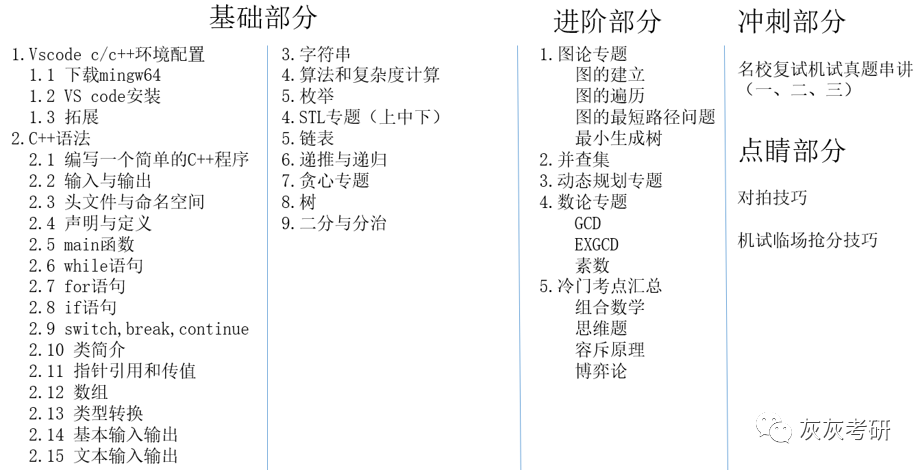 基础部分
1.Vscode c/c++环境配置
1.1 下载mingw64
1.2 VS code安装
1.3 拓展
2.C++语法
2.1 编写一个简单的C++程序
2.2 输入与输出
2.3 头文件与命名空间
2.4 声明与定义
2.5 main函数
2.6 while语句
2.7 for语句
2.8 if语句
2.9 switch,break,continue
2.10 类简介
2.11 指针引用和传值
2.12 数组
2.13 类型转换
2.14 基本输入输出
2.15 文本输入输出
3.字符串
4.算法和复杂度计算
5.枚举
4.STL专题（上中下）
5.链表
6.递推与递归
7.贪心专题
8.树
9.二分与分治
进阶部分
1.图论专题
图的建立
图的遍历
图的最短路径问题
最小生成树
2.并查集
3.动态规划专题
4.数论专题
GCD
EXGCD
素数
5.冷门考点汇总
组合数学
思维题
容斥原理
博弈论
冲刺部分
名校复试机试真题串讲
（一、二、三）
点睛部分
对拍技巧
机试临场抢分技巧
灰灰考研